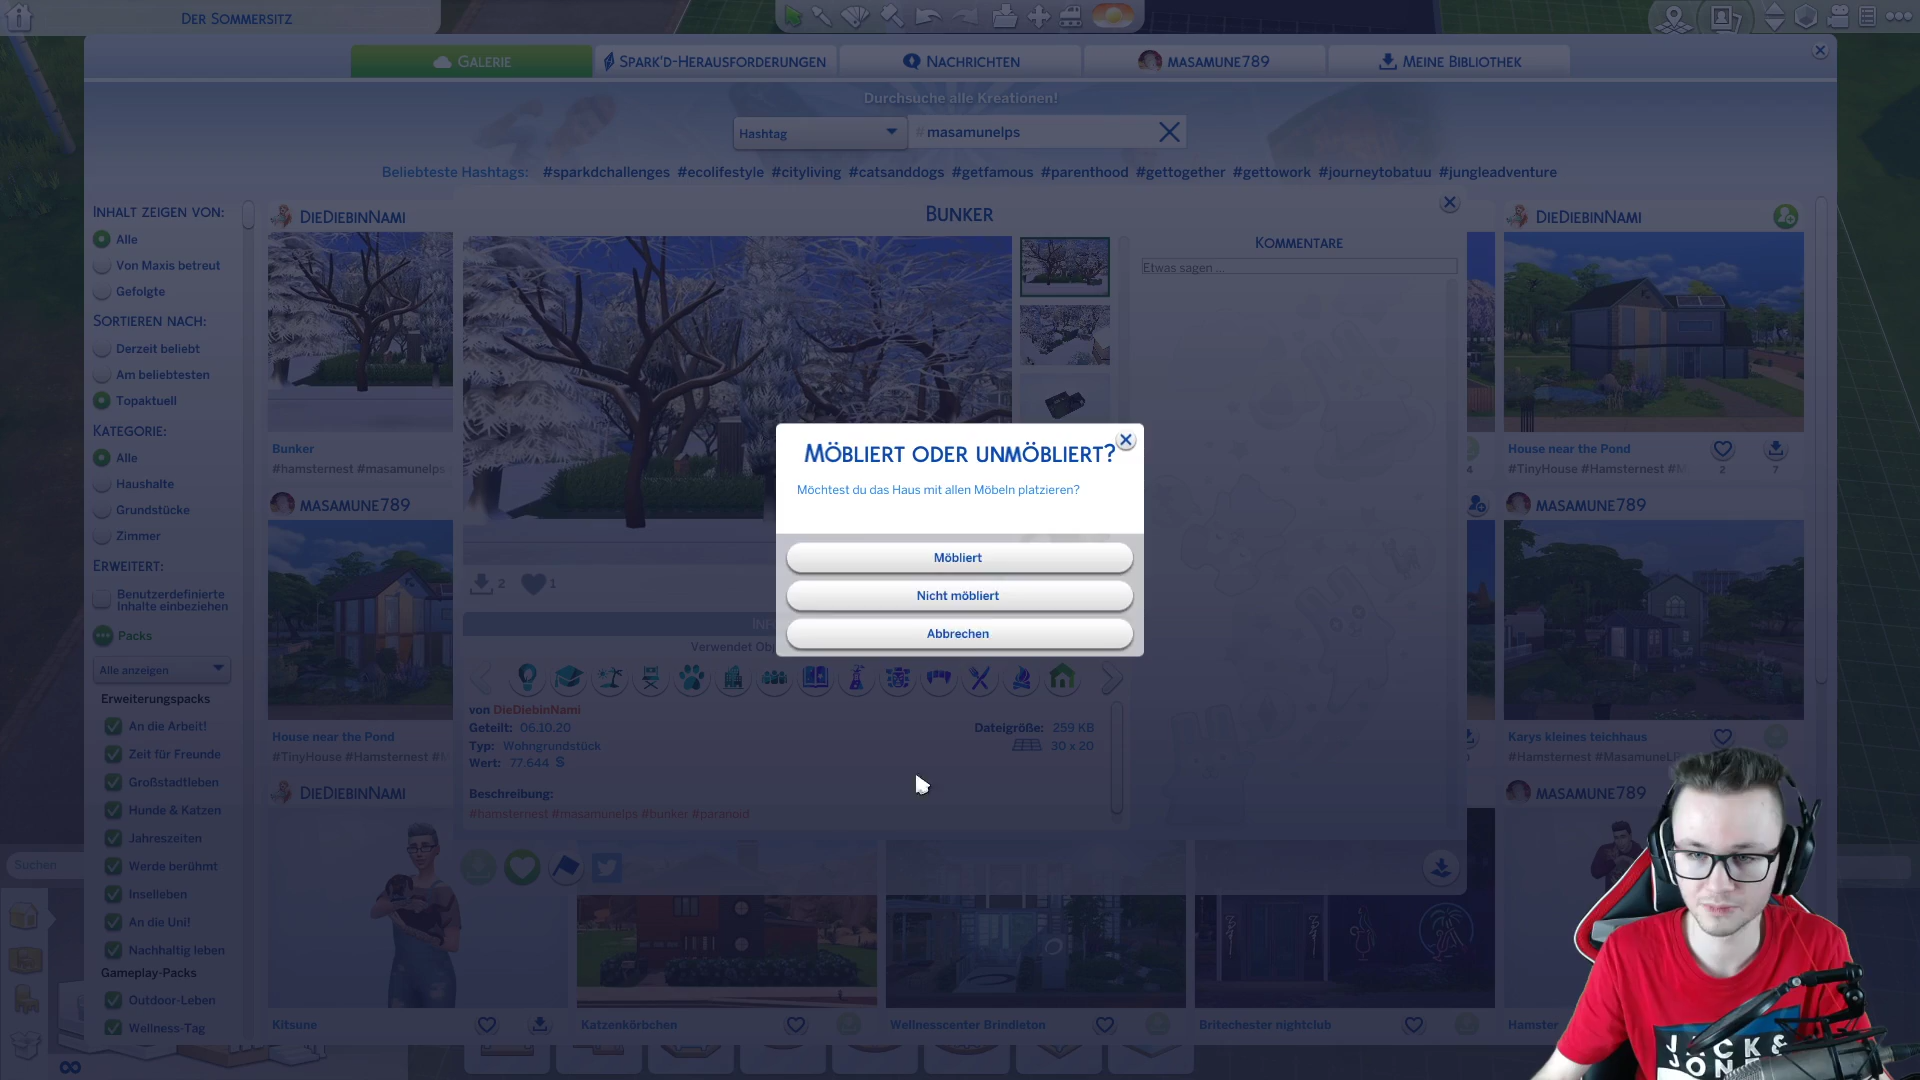 Der Sommersitz
Galerie
Spark'd-Herausforderungen
Nachrichten
masamune789
Meine Bibliothek
Durchsuche alle Kreationen!
Hashtag
# masamunelps
Beliebteste Hashtags: #sparkdchallenges #ecolifestyle #cityliving #catsanddogs #getfamous #parenthood #gettogether #gettowork #journeytobatuu #jungleadventure
Inhalt zeigen von:
Alle
Von Maxis betreut
Gefolgte
Sortieren nach:
Derzeit beliebt
Am beliebtesten
Topaktuell
Kategorie:
Alle
Haushalte
Grundstücke
Zimmer
Erweitert:
Benutzerdefinierte
Inhalte einbeziehen
Packs
Alle anzeigen
Erweiterungspacks
An die Arbeit!
Zeit für Freunde
Großstadtleben
Hunde & Katzen
Jahreszeiten
Werde berühmt
Inselleben
An die Uni!
Nachhaltig leben
Gameplay-Packs
Outdoor-Leben
Wellness-Tag
Suchen
DieDiebinNami
Bunker
#hamsternest #masamunelps
masamune789
House near the Pond
#TinyHouse #Hamsternest
DieDiebinNami
Kitsune
Bunker
Kommentare
Etwas sagen ...
2
1
Möbliert oder unmöbliert?
Möchtest du das Haus mit allen Möbeln platzieren?
Möbliert
Nicht möbliert
Abbrechen
von DieDiebinNami
Geteilt: 06.10.20
Typ: Wohngrundstück
Wert: 77.644 §
Dateigröße: 259 KB
30 x 20
Beschreibung:
#hamsternest #masamunelps #bunker #paranoid
Katzenkörbchen
Wellnesscenter Brindleton
Britechester nightclub
DieDiebinNami
House near the Pond
#TinyHouse #Hamsternest
2
7
masamune789
Karys kleines teichhaus
masamune789
Hamster
JACK &
JON